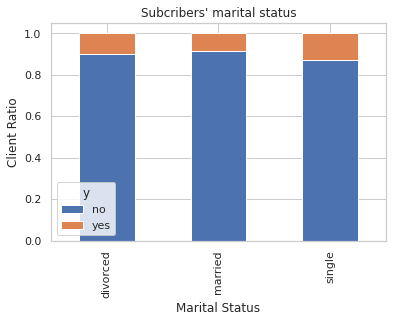 Subcribers' marital status
Client Ratio
1.0
0.8
0.6
0.4
0.2
0.0
y
no
yes
divorced
married
single
Marital Status